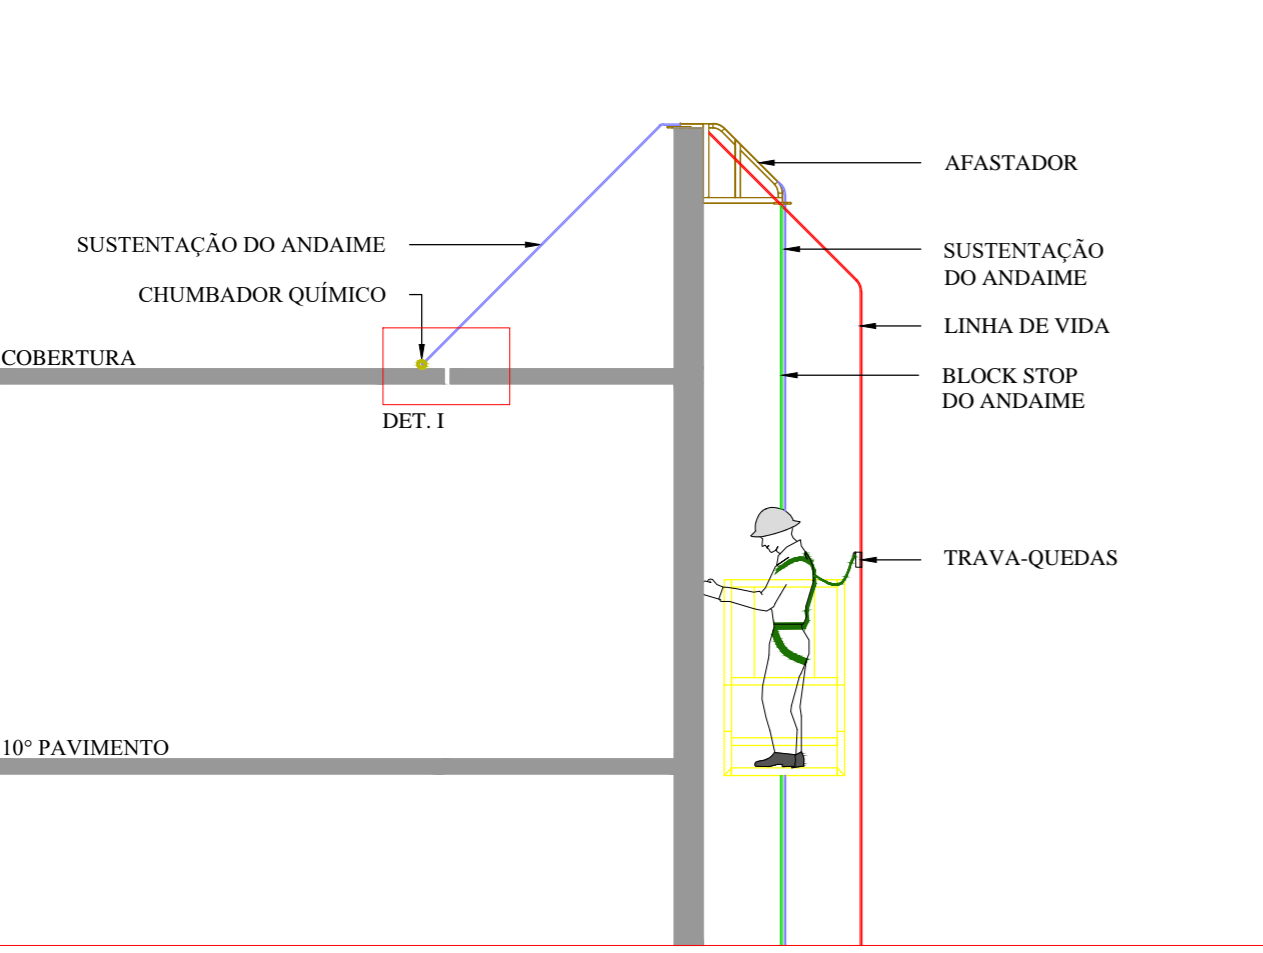 AFASTADOR
SUSTENTAÇÃO DO ANDAIME
SUSTENTAÇÃO
DO ANDAIME
CHUMBADOR QUÍMICO
LINHA DE VIDA
COBERTURA
BLOCK STOP
DO ANDAIME
DET. I
TRAVA-QUEDAS
10° PAVIMENTO